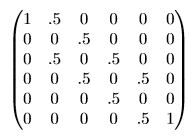 1 .5 0 0 0 0
0 0 .5 0 0 0
0 .5 0 .5 0 0
0 0 .5 0 .5 0
0 0 0 .5 0 0
0 0 0 0 .5 1